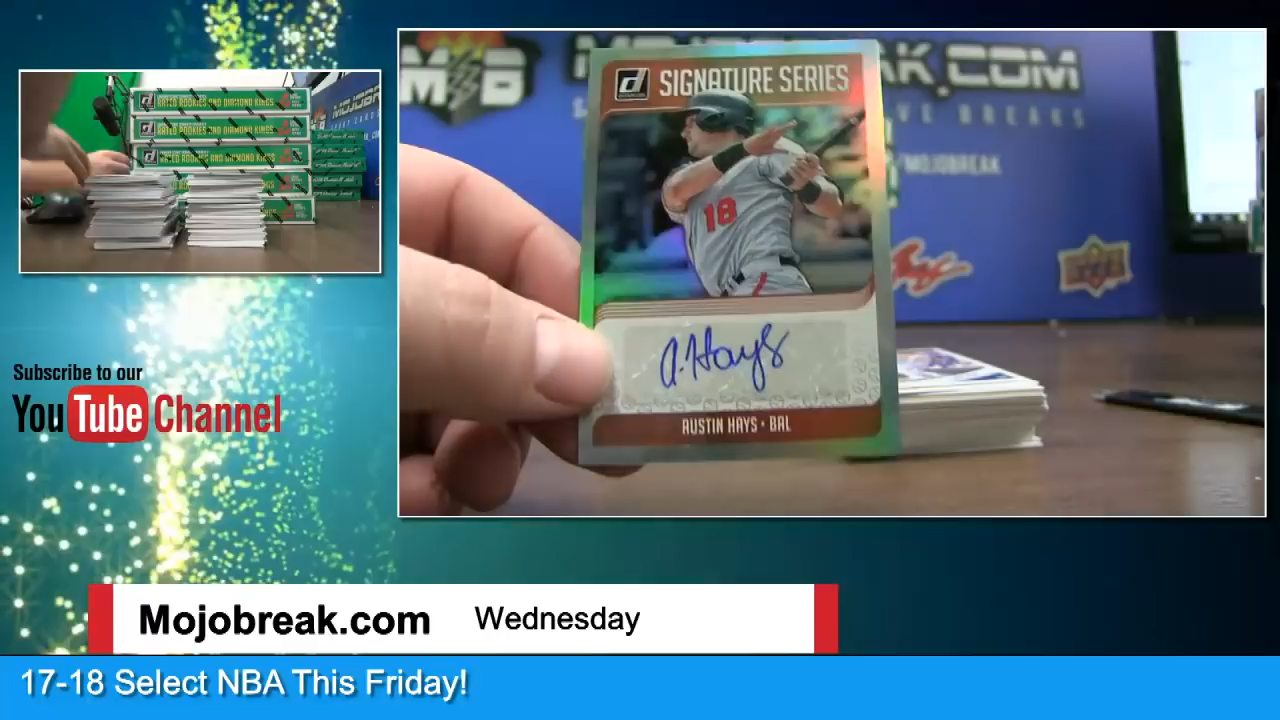 RATED ROOKIES AND DIAMOND KINGS
RATED ROOKIES AND DIAMOND KINGS
RATED ROOKIES AND DIAMOND KINGS
MOJOBREAK.COM
SIGNATURE SERIES
BREAKS
/MOJOBREAK
18
A. Hays
AUSTIN HAYS • BAL
Subscribe to our
YouTube Channel
Mojobreak.com Wednesday
17-18 Select NBA This Friday!